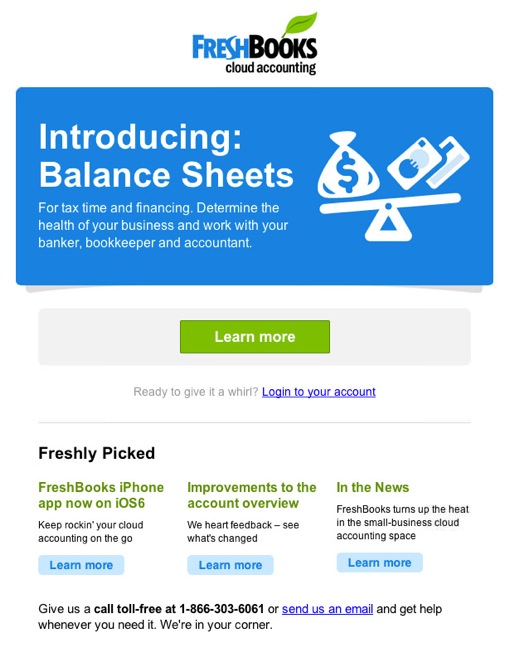 FRESHBOOKS
cloud accounting
Introducing:
Balance Sheets
For tax time and financing. Determine the
health of your business and work with your
banker, bookkeeper and accountant.
$
Learn more
Ready to give it a whirl? Login to your account
Freshly Picked
FreshBooks iPhone
app now on iOS6
Keep rockin' your cloud
accounting on the go
Learn more
Improvements to the
account overview
We heart feedback – see
what's changed
Learn more
In the News
FreshBooks turns up the heat
in the small-business cloud
accounting space
Learn more
Give us a call toll-free at 1-866-303-6061 or send us an email and get help
whenever you need it. We're in your corner.